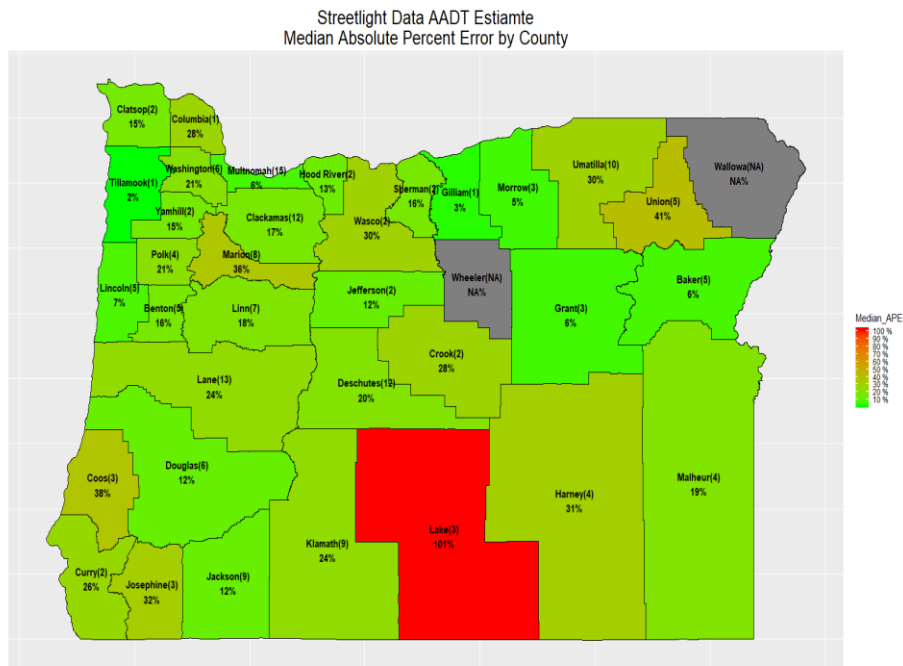 Streetlight Data AADT Estiamte
Median Absolute Percent Error by County
Clatsop(2)
15%
Columbia(1)
28%
Tillamook(1)
2%
Washington(6)
21%
Multnomah(15)
6%
Hood River(2)
13%
Sherman(2)
16%
Gilliam(1)
3%
Morrow(3)
5%
Umatilla(10)
30%
Union(5)
41%
Wallowa(NA)
NA%
Yamhill(2)
15%
Clackamas(12)
17%
Wasco(2)
30%
Polk(4)
21%
Marion(8)
36%
Wheeler(NA)
NA%
Baker(5)
6%
Lincoln(5)
7%
Benton(5)
16%
Linn(7)
18%
Jefferson(2)
12%
Grant(3)
6%
Crook(2)
28%
Lane(13)
24%
Deschutes(12)
20%
Coos(3)
38%
Douglas(6)
12%
Klamath(9)
24%
Lake(3)
101%
Harney(4)
31%
Malheur(4)
19%
Curry(2)
26%
Josephine(3)
32%
Jackson(9)
12%
Median_APE
100 %
90 %
80 %
70 %
60 %
50 %
40 %
30 %
20 %
10 %